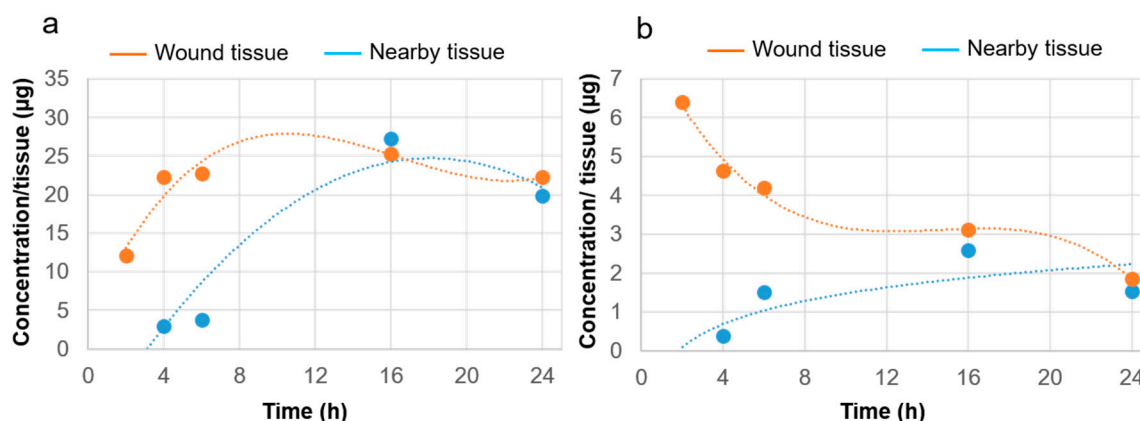 a
Wound tissue
Nearby tissue
Concentration/tissue (µg)
35
30
25
20
15
10
5
0
0 4 8 12 16 20 24
Time (h)
b
Wound tissue
Nearby tissue
Concentration/ tissue (µg)
7
6
5
4
3
2
1
0
0 4 8 12 16 20 24
Time (h)